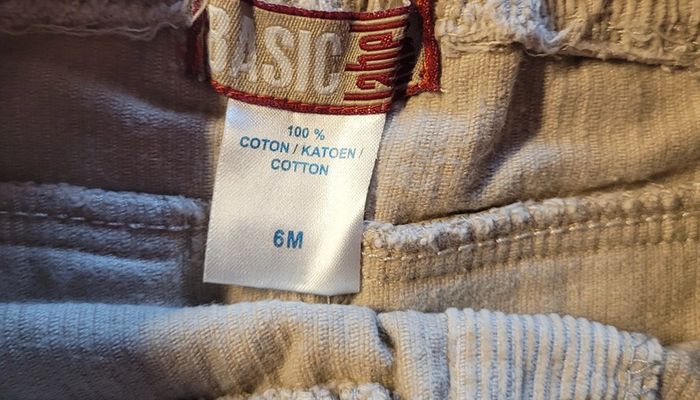 BASIC
100 %
COTON / KATOEN /
COTTON
6M